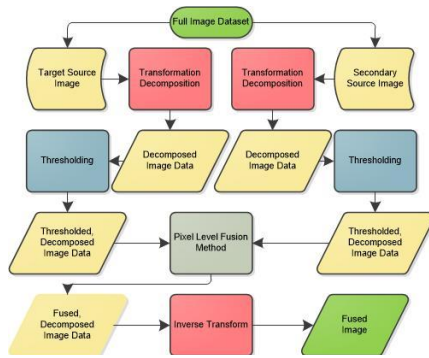 Full Image Dataset
Target Source
Image
Transformation
Decomposition
Transformation
Decomposition
Secondary
Source Image
Thresholding
Decomposed
Image Data
Decomposed
Image Data
Thresholding
Thresholded,
Decomposed
Image Data
Pixel Level Fusion
Method
Thresholded,
Decomposed
Image Data
Fused,
Decomposed
Image Data
Inverse Transform
Fused
Image